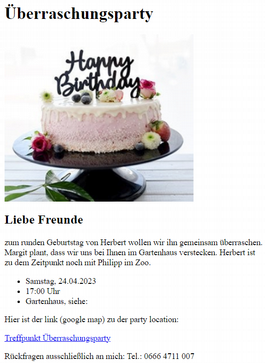 Überraschungsparty
Happy
Birthday
Liebe Freunde
zum runden Geburtstag von Herbert wollen wir ihn gemeinsam überraschen.
Margit plant, dass wir uns bei Ihnen im Gartenhaus verstecken. Herbert ist
zu dem Zeitpunkt noch mit Philipp im Zoo.
Samstag, 24.04.2023
17:00 Uhr
Gartenhaus, siehe:
Hier ist der link (google map) zu der party location:
Treffpunkt Überraschungsparty
Rückfragen ausschließlich an mich: Tel.: 0666 4711 007